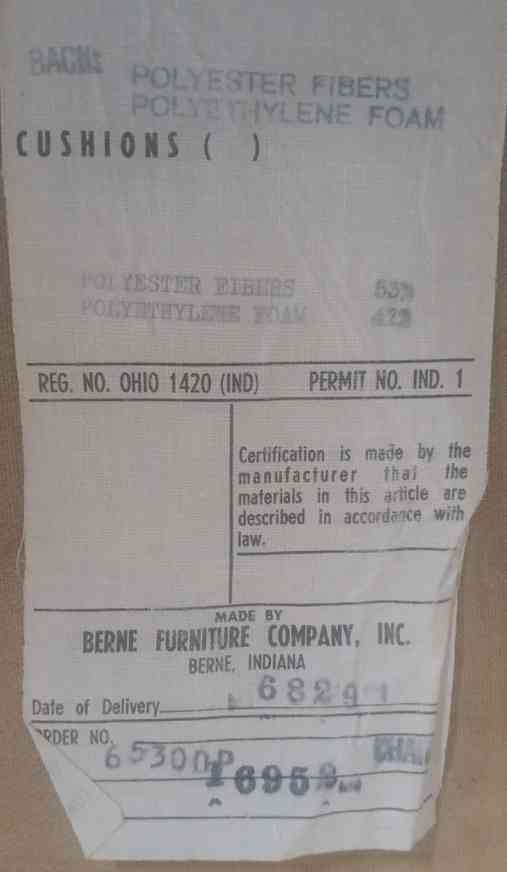 BACK: POLYESTER FIBERS
POLYETHYLENE FOAM
CUSHIONS ( )
POLYESTER FIBERS 53%
POLYETHYLENE FOAM 42%
REG. NO. OHIO 1420 (IND) PERMIT NO. IND. 1
Certification is made by the
manufacturer that the
materials in this article are
described in accordance with
law.
MADE BY
BERNE FURNITURE COMPANY, INC.
BERNE, INDIANA
Date of Delivery
ORDER NO.